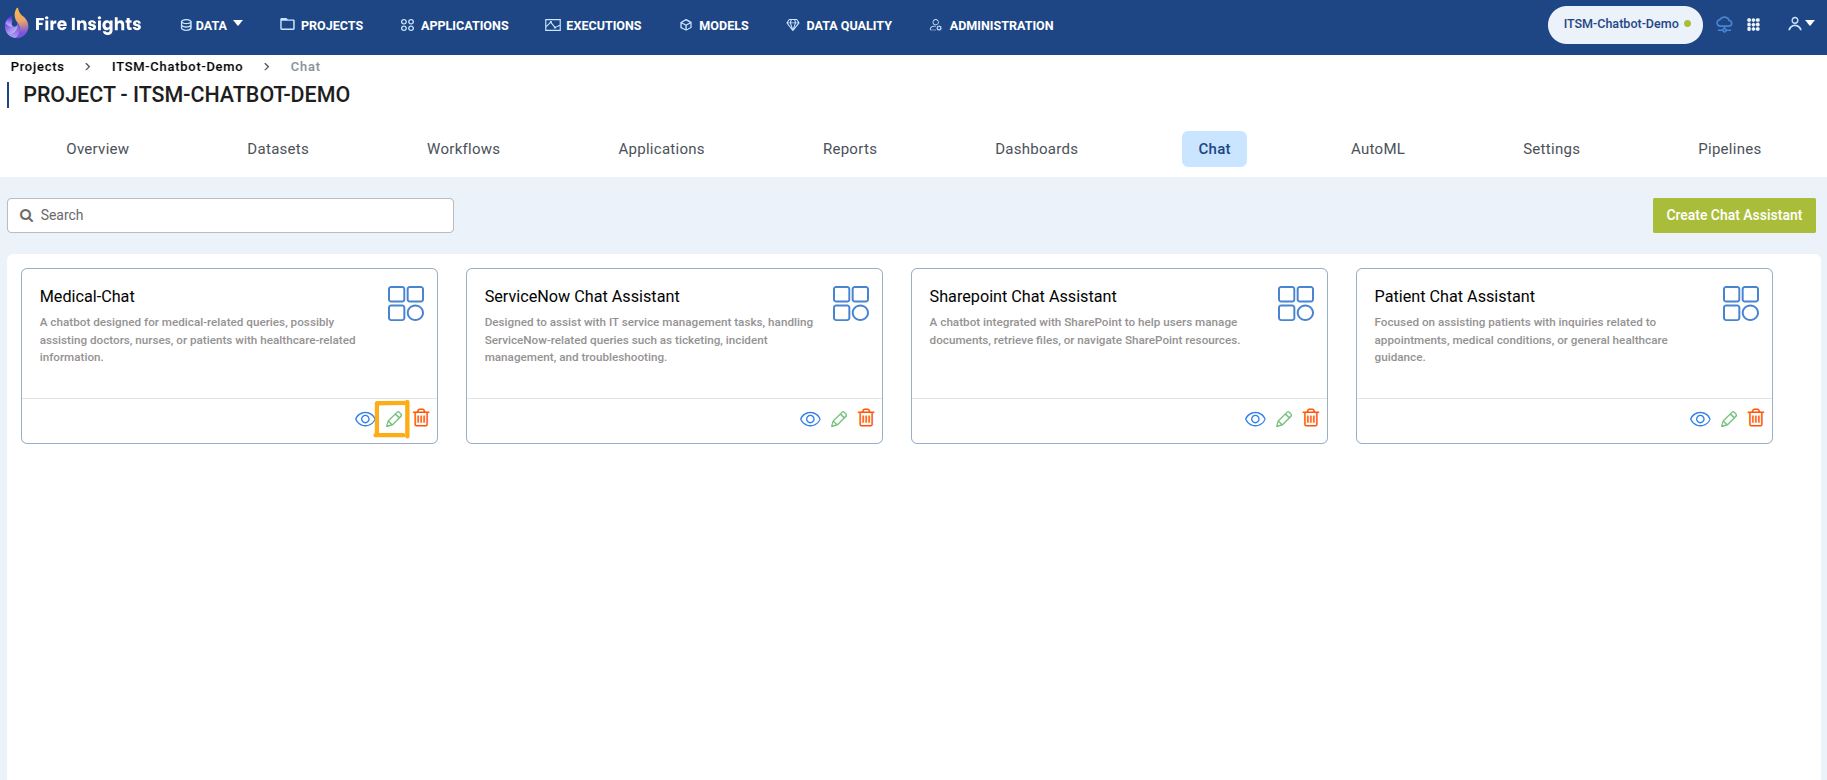 Fire Insights
DATA
PROJECTS
APPLICATIONS
EXECUTIONS
MODELS
DATA QUALITY
ADMINISTRATION
ITSM-Chatbot-Demo
Projects > ITSM-Chatbot-Demo > Chat
PROJECT - ITSM-CHATBOT-DEMO
Overview
Datasets
Workflows
Applications
Reports
Dashboards
Chat
AutoML
Settings
Pipelines
Search
Create Chat Assistant
Medical-Chat
A chatbot designed for medical-related queries, possibly
assisting doctors, nurses, or patients with healthcare-related
information.
ServiceNow Chat Assistant
Designed to assist with IT service management tasks, handling
ServiceNow-related queries such as ticketing, incident
management, and troubleshooting.
Sharepoint Chat Assistant
A chatbot integrated with SharePoint to help users manage
documents, retrieve files, or navigate SharePoint resources.
Patient Chat Assistant
Focused on assisting patients with inquiries related to
appointments, medical conditions, or general healthcare
guidance.